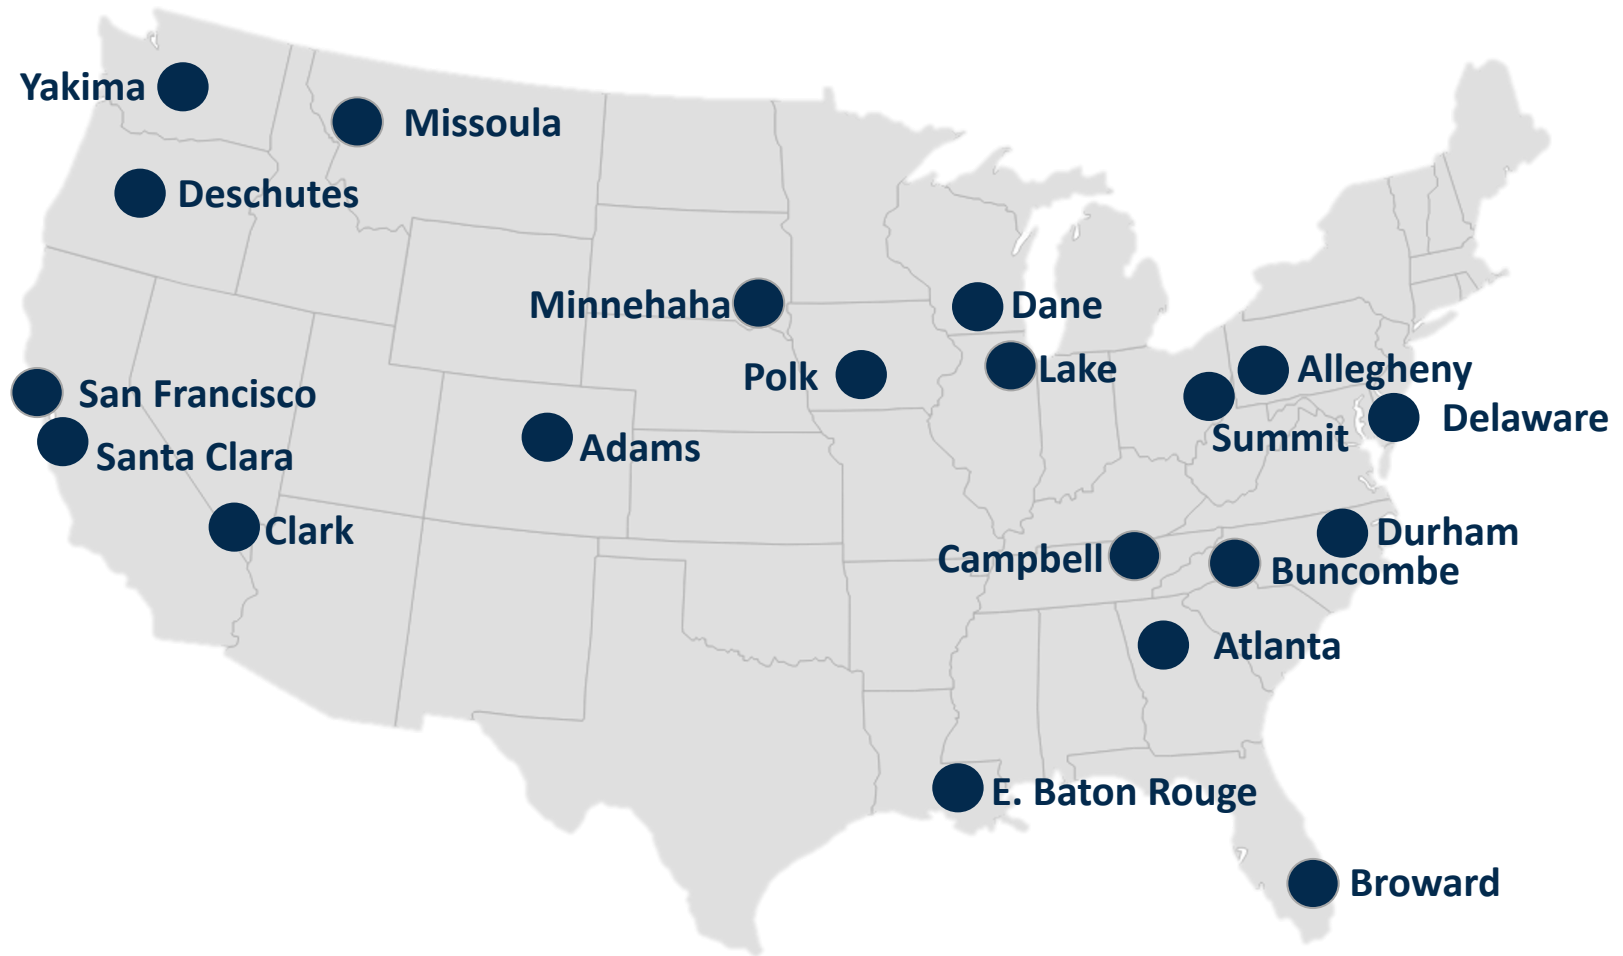 Yakima
Missoula
Deschutes
Minnehaha
Dane
Polk
Lake
Allegheny
San Francisco
Delaware
Summit
Adams
Santa Clara
Clark
Durham
Campbell
Buncombe
Atlanta
E. Baton Rouge
Broward